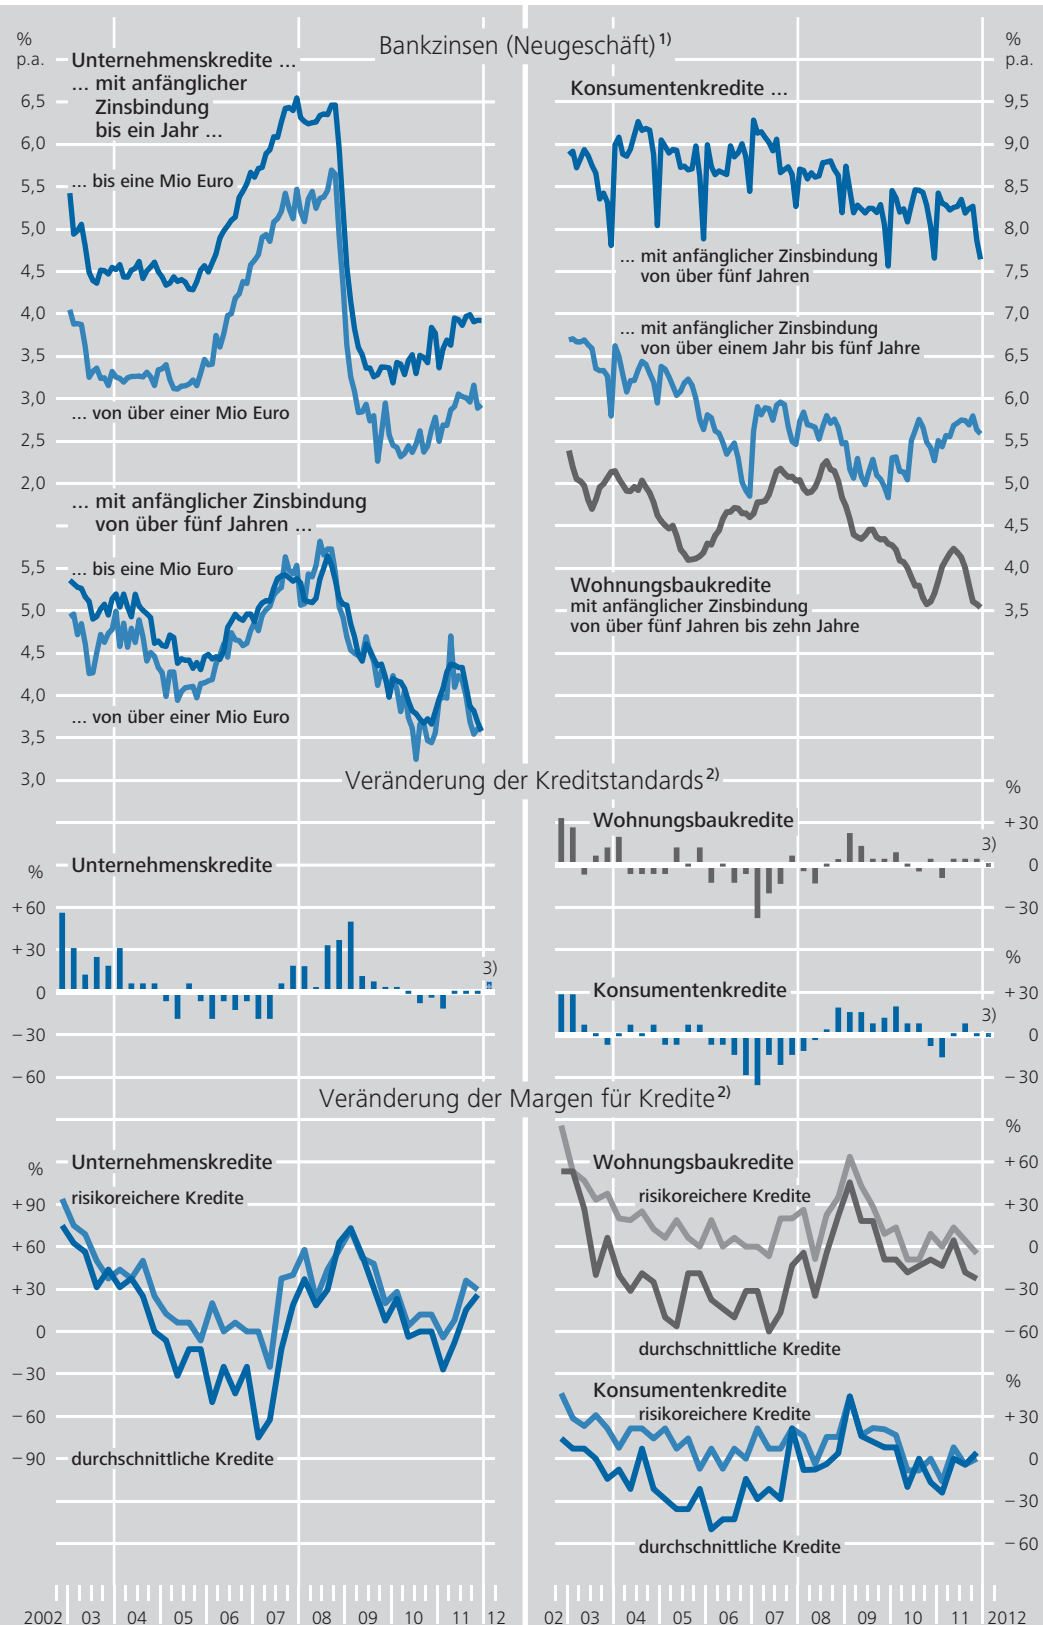 Bankzinsen (Neugeschäft) 1)
%
p.a.
Unternehmenskredite ...
... mit anfänglicher
Zinsbindung
bis ein Jahr ...
6,5
6,0
... bis eine Mio Euro
5,5
5,0
4,5
4,0
3,5
3,0
... von über einer Mio Euro
2,5
2,0
... mit anfänglicher Zinsbindung
von über fünf Jahren ...
5,5
... bis eine Mio Euro
5,0
4,5
4,0
... von über einer Mio Euro
3,5
3,0
%
p.a.
Konsumentenkredite ...
9,5
9,0
8,5
8,0
... mit anfänglicher Zinsbindung
von über fünf Jahren
7,5
7,0
... mit anfänglicher Zinsbindung
von über einem Jahr bis fünf Jahre
6,5
6,0
5,5
5,0
4,5
4,0
Wohnungsbaukredite
mit anfänglicher Zinsbindung
von über fünf Jahren bis zehn Jahre
3,5
Veränderung der Kreditstandards 2)
Unternehmenskredite
%
+ 60
+ 30
3)
0
− 30
− 60
%
Wohnungsbaukredite
+ 30
3)
0
− 30
%
Konsumentenkredite
+ 30
3)
0
− 30
Veränderung der Margen für Kredite 2)
Unternehmenskredite
%
risikoreichere Kredite
+ 90
+ 60
+ 30
0
− 30
− 60
− 90
durchschnittliche Kredite
%
Wohnungsbaukredite
+ 60
risikoreichere Kredite
+ 30
0
− 30
− 60
durchschnittliche Kredite
%
Konsumentenkredite
risikoreichere Kredite
+ 30
0
− 30
− 60
durchschnittliche Kredite
2002 03 04 05 06 07 08 09 10 11 12
02 03 04 05 06 07 08 09 10 11 2012